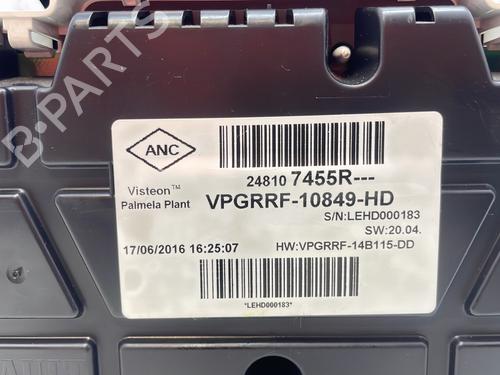 ANC
Visteon™
Palmela Plant
24810 7455R---
VPGRRF-10849-HD
S/N:LEHD000183
SW:20.04.
17/06/2016 16:25:07
HW:VPGRRF-14B115-DD
*LEHD000183*
B-PARTS